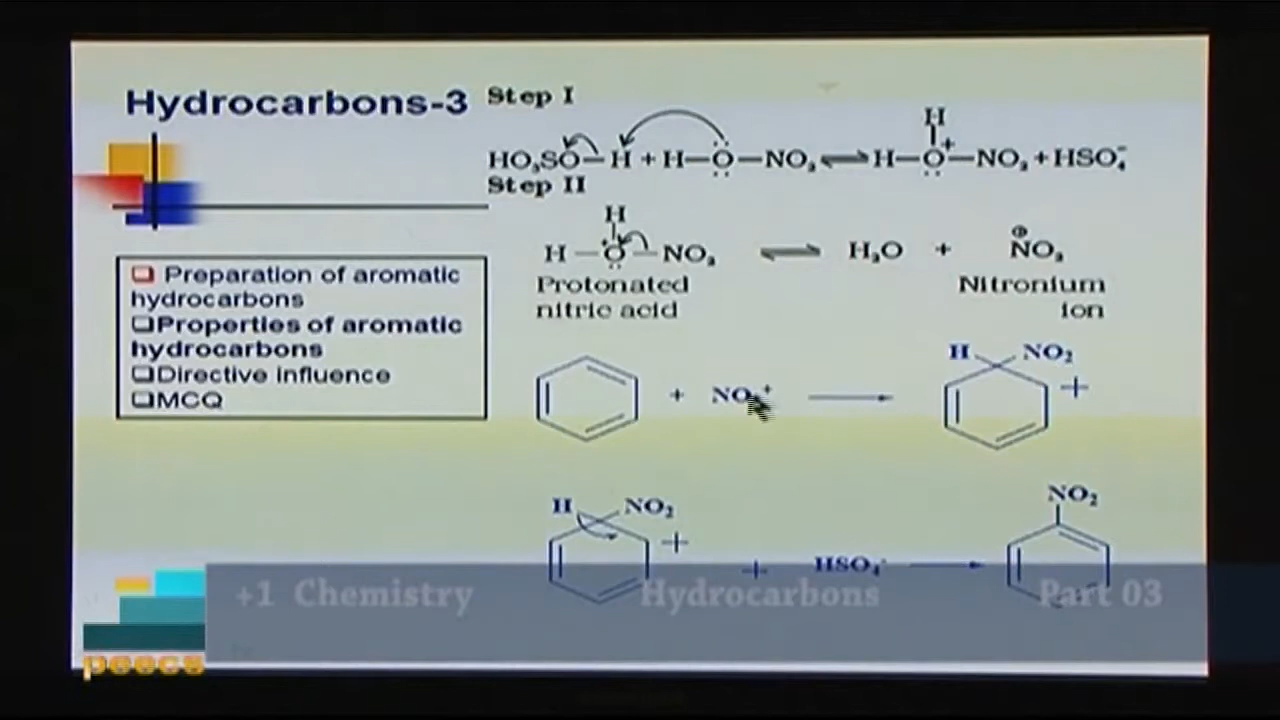 Hydrocarbons-3
Step I
HO₃SO—H + H—O—NO₂ ⇌ H—O⁺—NO₂ + HSO₄⁻
H
Step II
H
H—O—NO₂ ⇌ H₂O + NO₂
⊕
Protonated
nitric acid
Nitronium
ion
❑ Preparation of aromatic
hydrocarbons
❑Properties of aromatic
hydrocarbons
❑Directive influence
❑MCQ
+ NO₂⁺ →
H NO₂
+
H NO₂
+
+ HSO₄⁻ →
NO₂
+1 Chemistry Hydrocarbons Part 03
peecs